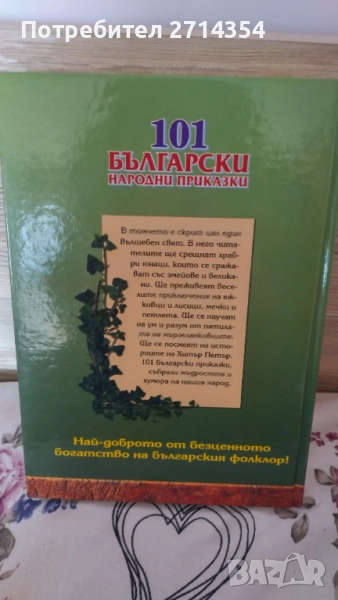 Потребител 2714354
101
БЪЛГАРСКИ
НАРОДНИ ПРИКАЗКИ
В томчето е скрит цял един
вълшебен свят. В него чита-
телите ще срещнат храб-
ри юнаци, които се сража-
ват със змейове и велика-
ни. Ще преживеят весе-
лите приключения на еж-
ковци и лисици, мечки и
петлета. Ще се научат
на ум и разум от патила-
та на мързеливковците.
Ще се посмеят на исто-
риите на Хитър Петър.
101 български приказки,
събрали мъдростта и
хумора на нашия народ.
Най-доброто от безценното
богатство на българския фолклор!
BAZAR